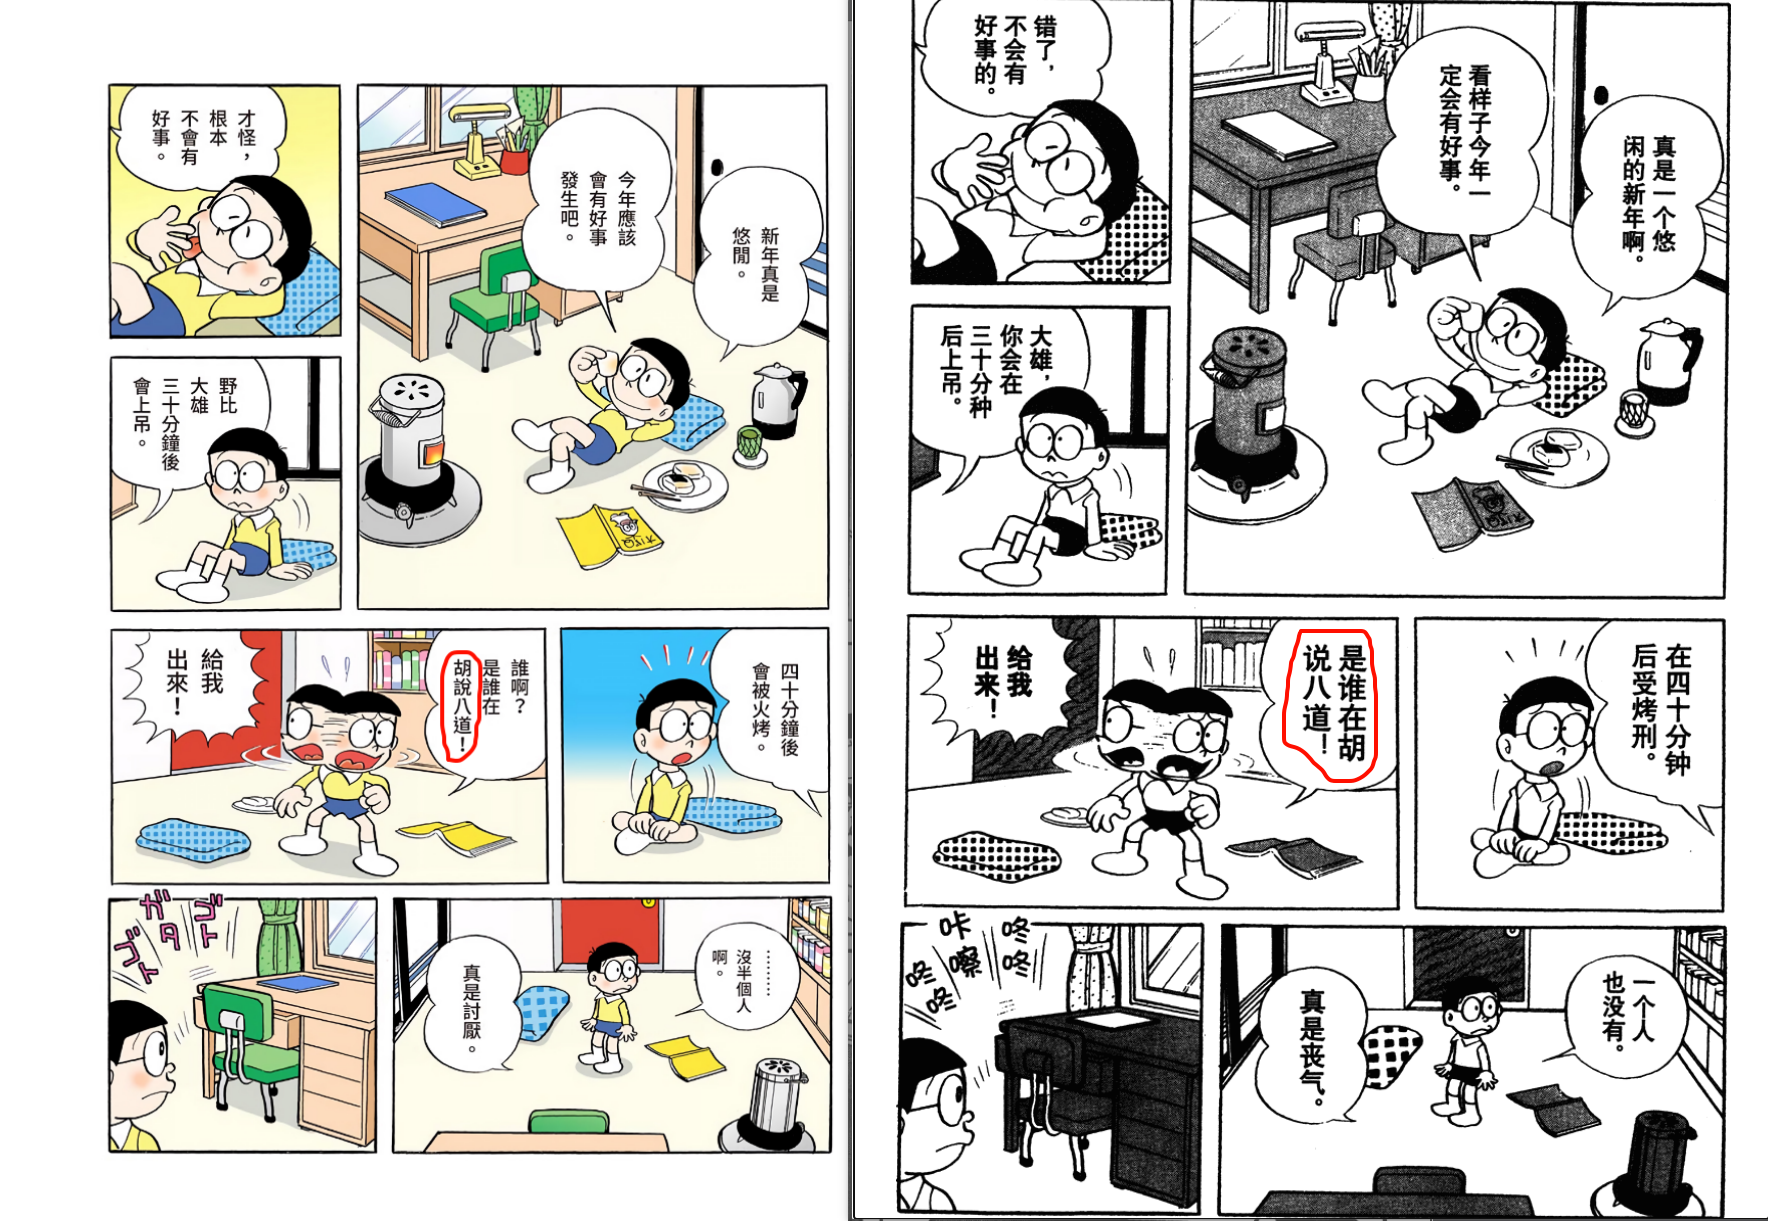 新年真是
悠閒。
今年應該
會有好事
發生吧。
才怪，
根本
不會有
好事。
野比
大雄
三十分鐘後
會上吊。
四十分鐘後
會被火烤。
誰啊？
是誰在
胡說八道！
給我
出來！
………
沒半個人
啊。
真是討厭。
ゴト
ガタ
ゴト
真是一个悠
闲的新年啊。
看样子今年一
定会有好事。
错了，
不会有
好事的。
大雄，
你会在
三十分种
后上吊。
在四十分钟
后受烤刑。
是谁在胡
说八道！
给我
出来！
一个人
也没有。
真是丧气。
咚咚
咔嚓
咚咚